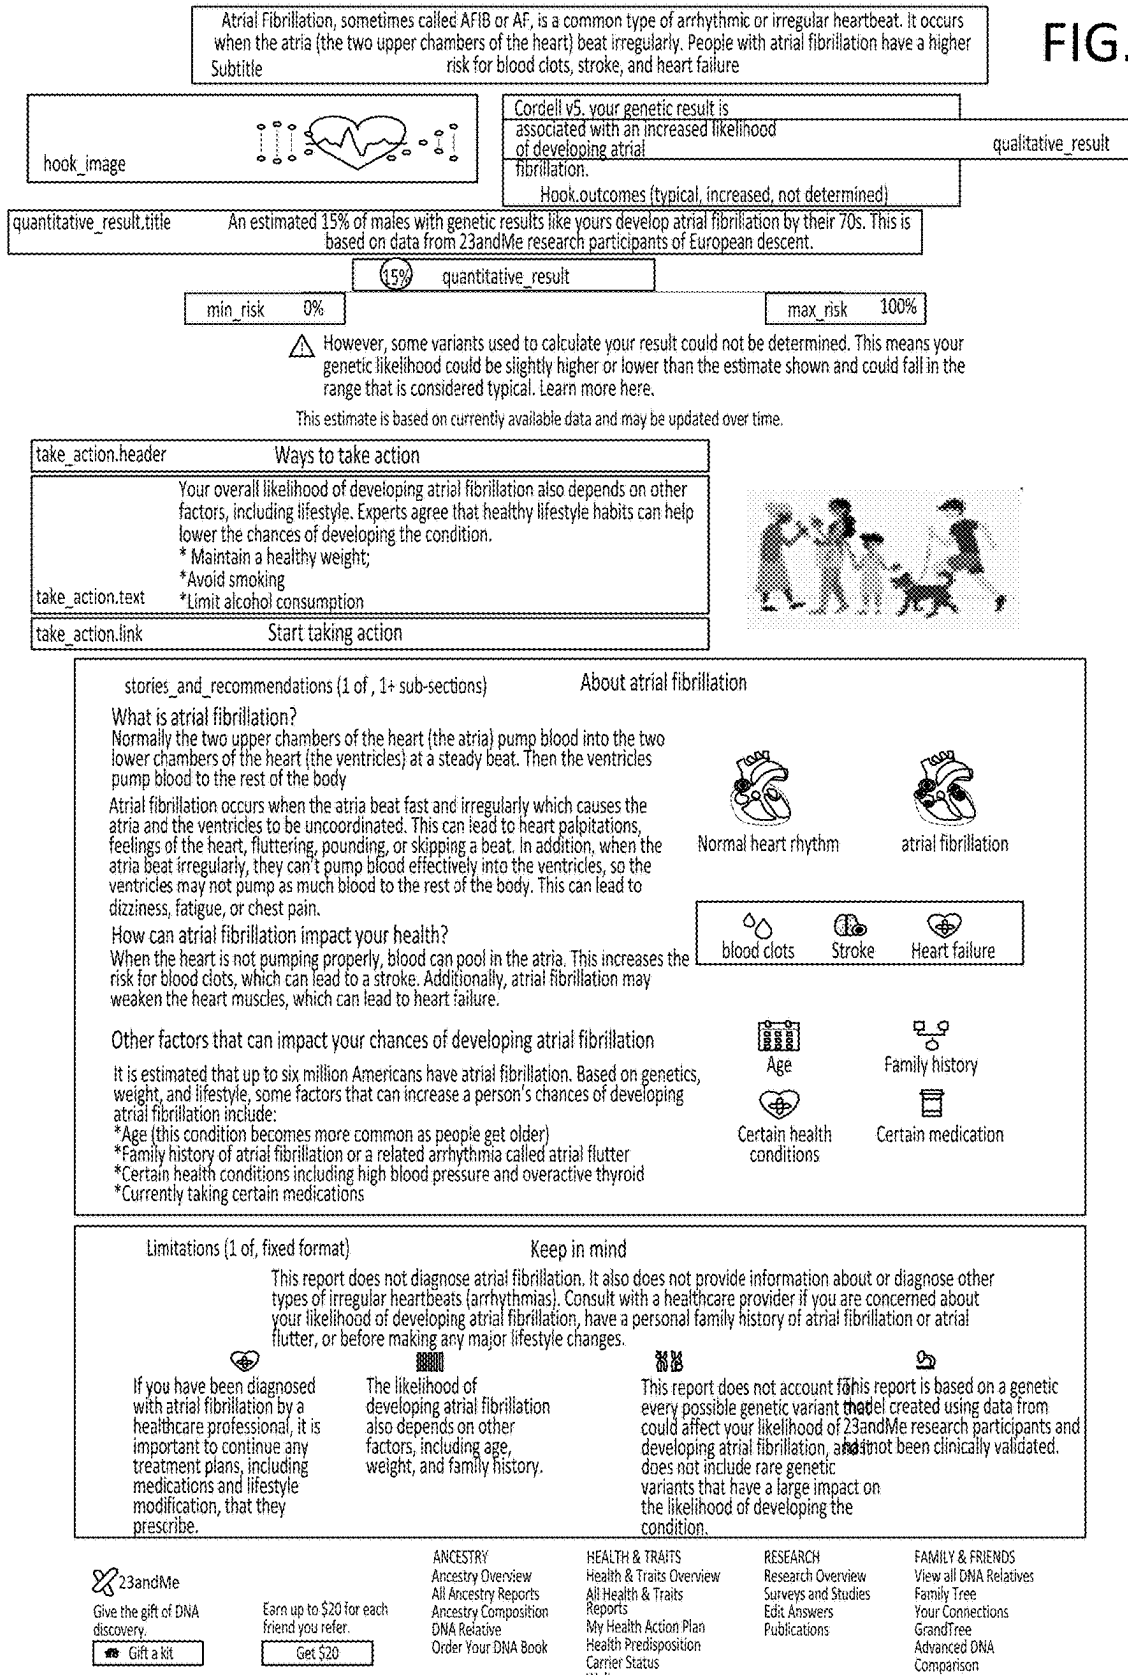 FIG.
Atrial Fibrillation, sometimes called AFIB or AF, is a common type of arrhythmic or irregular heartbeat. It occurs
when the atria (the two upper chambers of the heart) beat irregularly. People with atrial fibrillation have a higher
Subtitle risk for blood clots, stroke, and heart failure
hook_image
Cordell v5. your genetic result is
associated with an increased likelihood
of developing atrial
fibrillation.
qualitative_result
Hook.outcomes (typical, increased, not determined)
quantitative_result.title An estimated 15% of males with genetic results like yours develop atrial fibrillation by their 70s. This is
based on data from 23andMe research participants of European descent.
15% quantitative_result
min_risk 0%
max_risk 100%
However, some variants used to calculate your result could not be determined. This means your
genetic likelihood could be slightly higher or lower than the estimate shown and could fall in the
range that is considered typical. Learn more here.
This estimate is based on currently available data and may be updated over time.
take_action.header Ways to take action
Your overall likelihood of developing atrial fibrillation also depends on other
factors, including lifestyle. Experts agree that healthy lifestyle habits can help
lower the chances of developing the condition.
* Maintain a healthy weight;
*Avoid smoking
take_action.text *Limit alcohol consumption
take_action.link Start taking action
stories_and_recommendations (1 of , 1+ sub-sections) About atrial fibrillation
What is atrial fibrillation?
Normally the two upper chambers of the heart (the atria) pump blood into the two
lower chambers of the heart (the ventricles) at a steady beat. Then the ventricles
pump blood to the rest of the body
Atrial fibrillation occurs when the atria beat fast and irregularly which causes the
atria and the ventricles to be uncoordinated. This can lead to heart palpitations,
feelings of the heart, fluttering, pounding, or skipping a beat. In addition, when the
atria beat irregularly, they can't pump blood effectively into the ventricles, so the
ventricles may not pump as much blood to the rest of the body. This can lead to
dizziness, fatigue, or chest pain.
Normal heart rhythm
atrial fibrillation
How can atrial fibrillation impact your health?
When the heart is not pumping properly, blood can pool in the atria. This increases the
risk for blood clots, which can lead to a stroke. Additionally, atrial fibrillation may
weaken the heart muscles, which can lead to heart failure.
blood clots Stroke Heart failure
Other factors that can impact your chances of developing atrial fibrillation
It is estimated that up to six million Americans have atrial fibrillation. Based on genetics,
weight, and lifestyle, some factors that can increase a person's chances of developing
atrial fibrillation include:
*Age (this condition becomes more common as people get older)
*Family history of atrial fibrillation or a related arrhythmia called atrial flutter
*Certain health conditions including high blood pressure and overactive thyroid
*Currently taking certain medications
Age Family history
Certain health
conditions
Certain medication
Limitations (1 of, fixed format) Keep in mind
This report does not diagnose atrial fibrillation. It also does not provide information about or diagnose other
types of irregular heartbeats (arrhythmias). Consult with a healthcare provider if you are concerned about
your likelihood of developing atrial fibrillation, have a personal family history of atrial fibrillation or atrial
flutter, or before making any major lifestyle changes.
If you have been diagnosed
with atrial fibrillation by a
healthcare professional, it is
important to continue any
treatment plans, including
medications and lifestyle
modification, that they
prescribe.
The likelihood of
developing atrial fibrillation
also depends on other
factors, including age,
weight, and family history.
This report does not account for
every possible genetic variant that
could affect your likelihood of
developing atrial fibrillation, and it
does not include rare genetic
variants that have a large impact on
the likelihood of developing the
condition.
This report is based on a genetic
model created using data from
23andMe research participants and
has not been clinically validated.
23andMe
Give the gift of DNA
discovery.
Gift a kit
Earn up to $20 for each
friend you refer.
Get $20
ANCESTRY
Ancestry Overview
All Ancestry Reports
Ancestry Composition
DNA Relative
Order Your DNA Book
HEALTH & TRAITS
Health & Traits Overview
All Health & Traits
Reports
My Health Action Plan
Health Predisposition
Carrier Status
RESEARCH
Research Overview
Surveys and Studies
Edit Answers
Publications
FAMILY & FRIENDS
View all DNA Relatives
Family Tree
Your Connections
GrandTree
Advanced DNA
Comparison